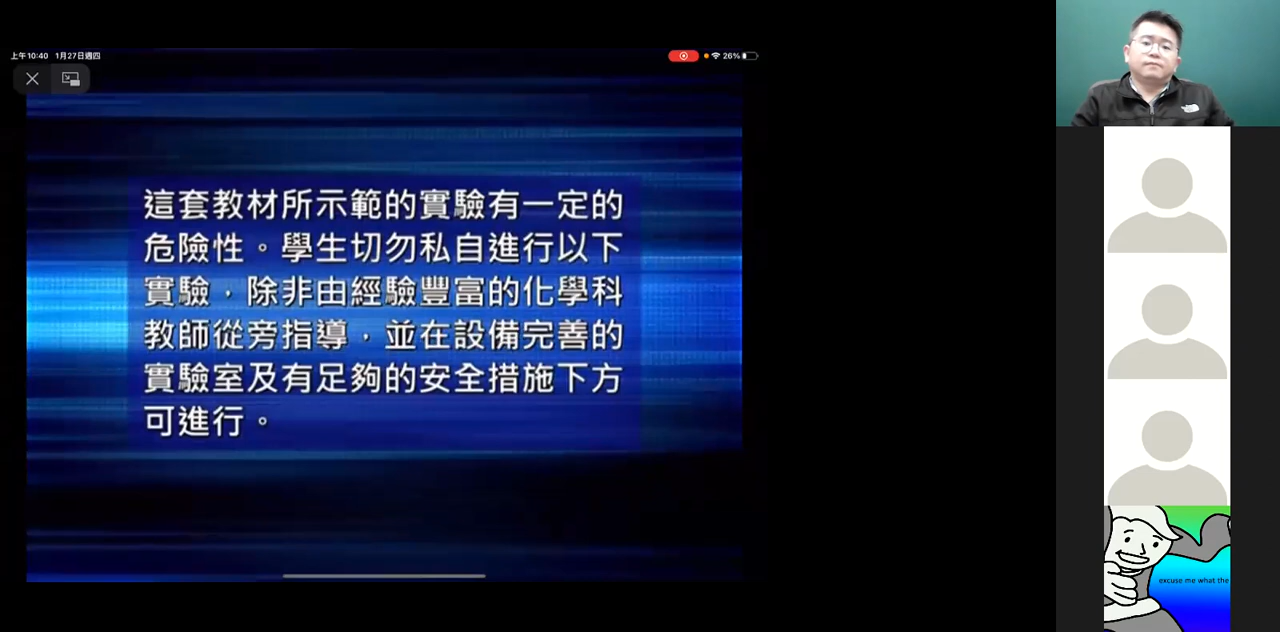 上午10:40 1月27日週四
26%
這套教材所示範的實驗有一定的
危險性。學生切勿私自進行以下
實驗，除非由經驗豐富的化學科
教師從旁指導，並在設備完善的
實驗室及有足夠的安全措施下方
可進行。
excuse me what the